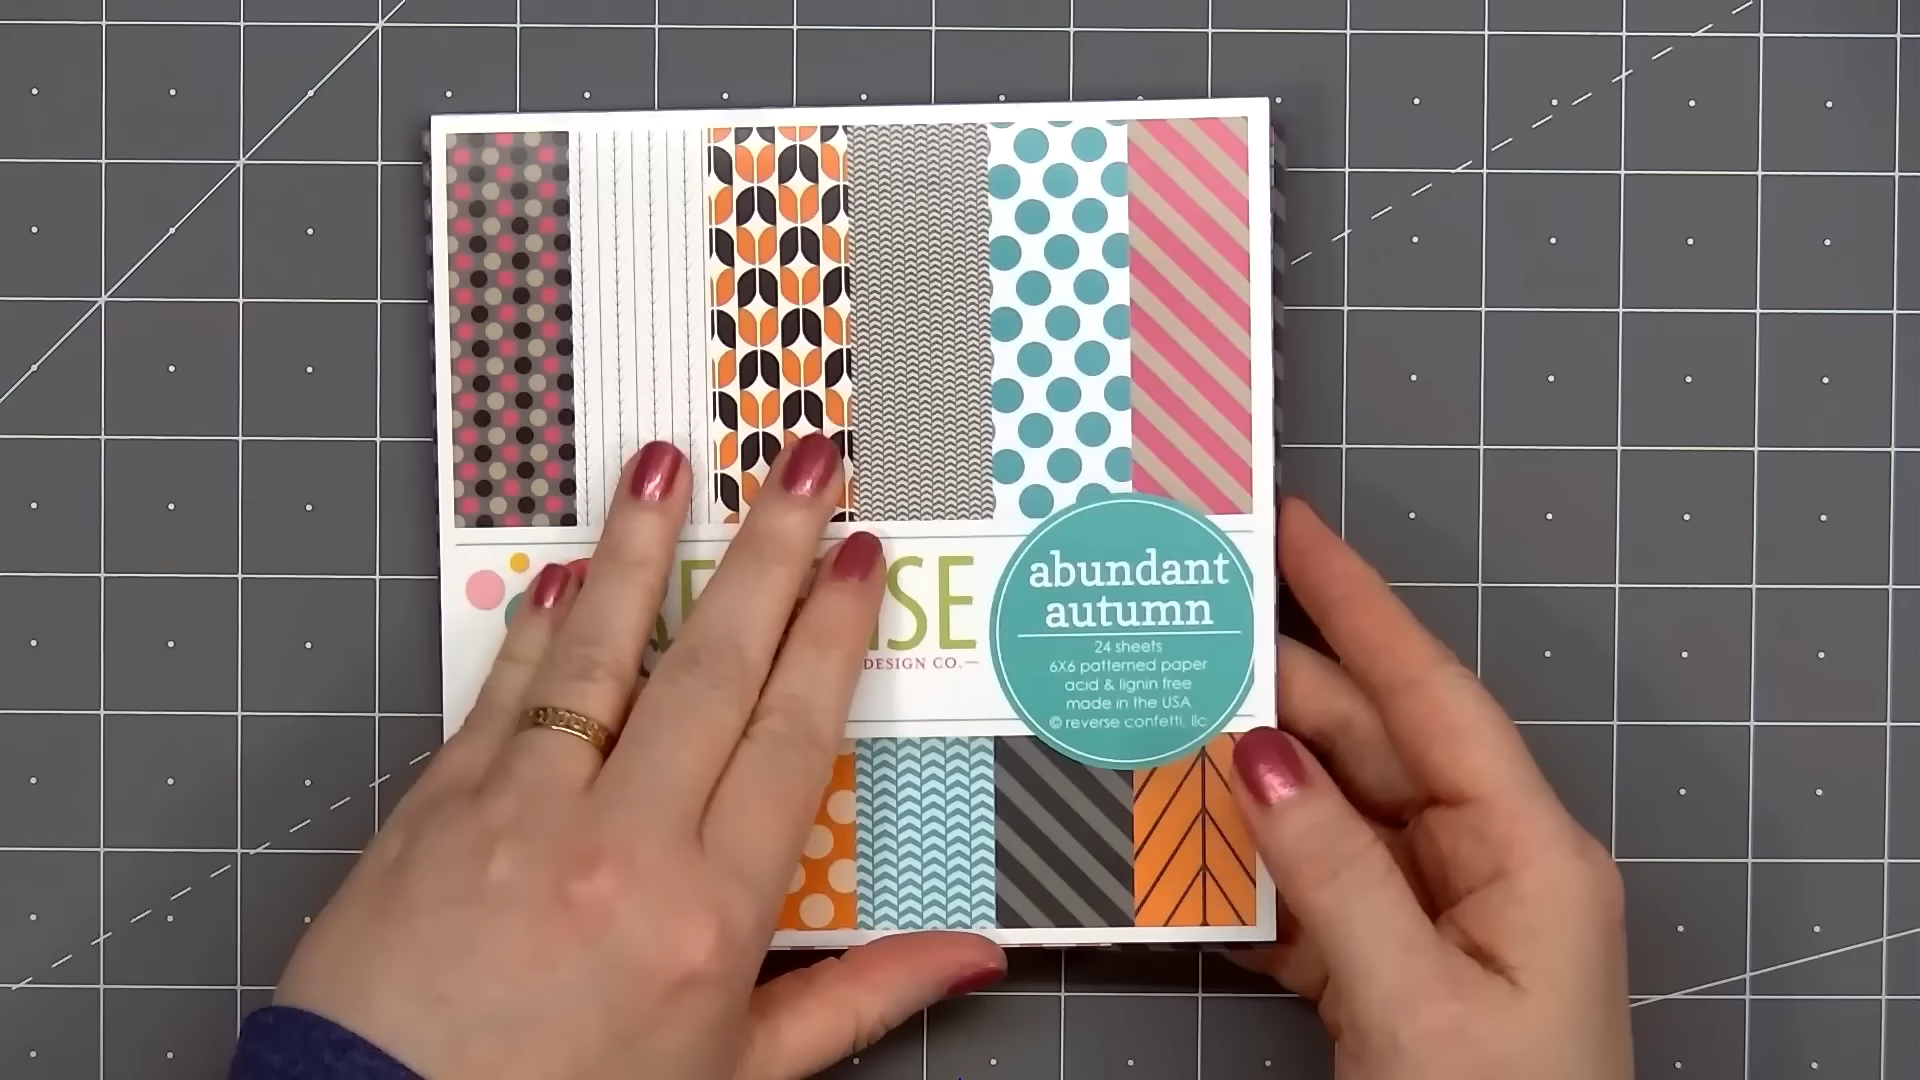 DESIGN CO.—
abundant
autumn
24 sheets
6X6 patterned paper
acid & lignin free
made in the USA
© reverse confetti, llc